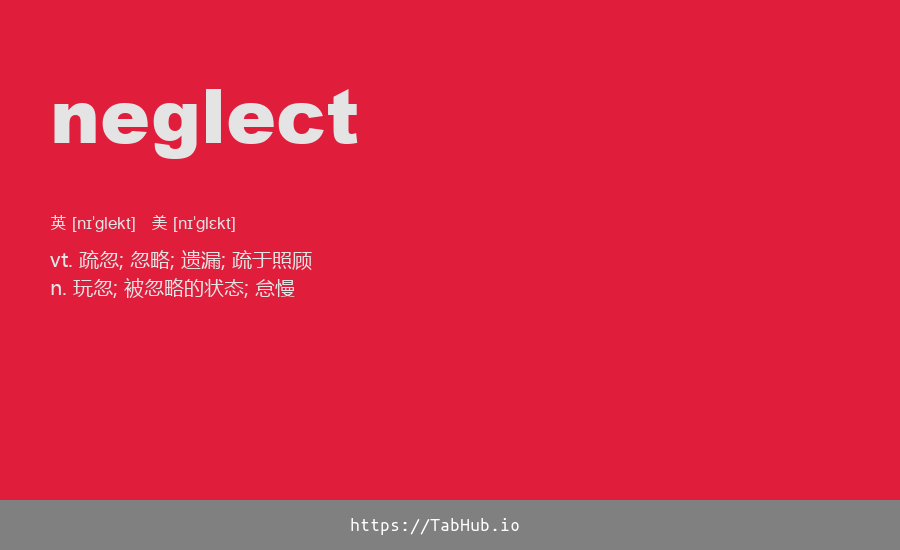 neglect
英 [nɪˈglekt] 美 [nɪˈglɛkt]
vt. 疏忽; 忽略; 遗漏; 疏于照顾
n. 玩忽; 被忽略的状态; 怠慢
https://TabHub.io